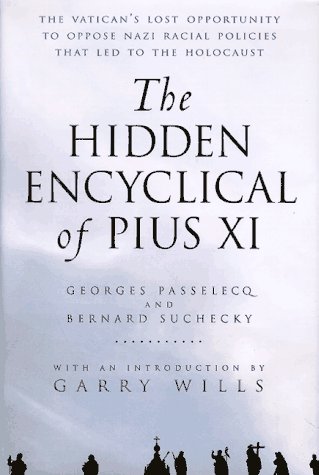 THE VATICAN'S LOST OPPORTUNITY
TO OPPOSE NAZI RACIAL POLICIES
THAT LED TO THE HOLOCAUST
The
HIDDEN
ENCYCLICAL
of PIUS XI
GEORGES PASSELECQ
AND
BERNARD SUCHECKY
...........
WITH AN INTRODUCTION BY
GARRY WILLS